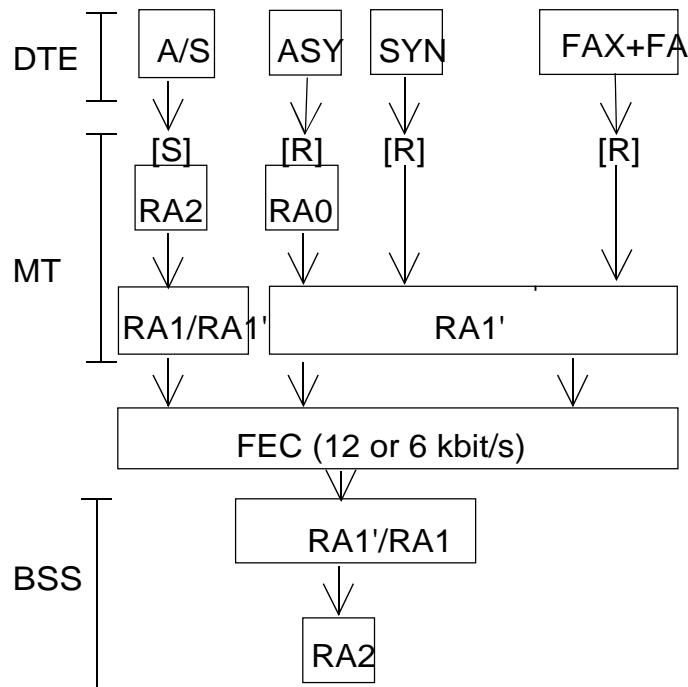 DTE A/S ASY SYN FAX+FA
[S] [R] [R] [R]
RA2 RA0
MT
RA1/RA1' RA1'
FEC (12 or 6 kbit/s)
RA1'/RA1
BSS
RA2